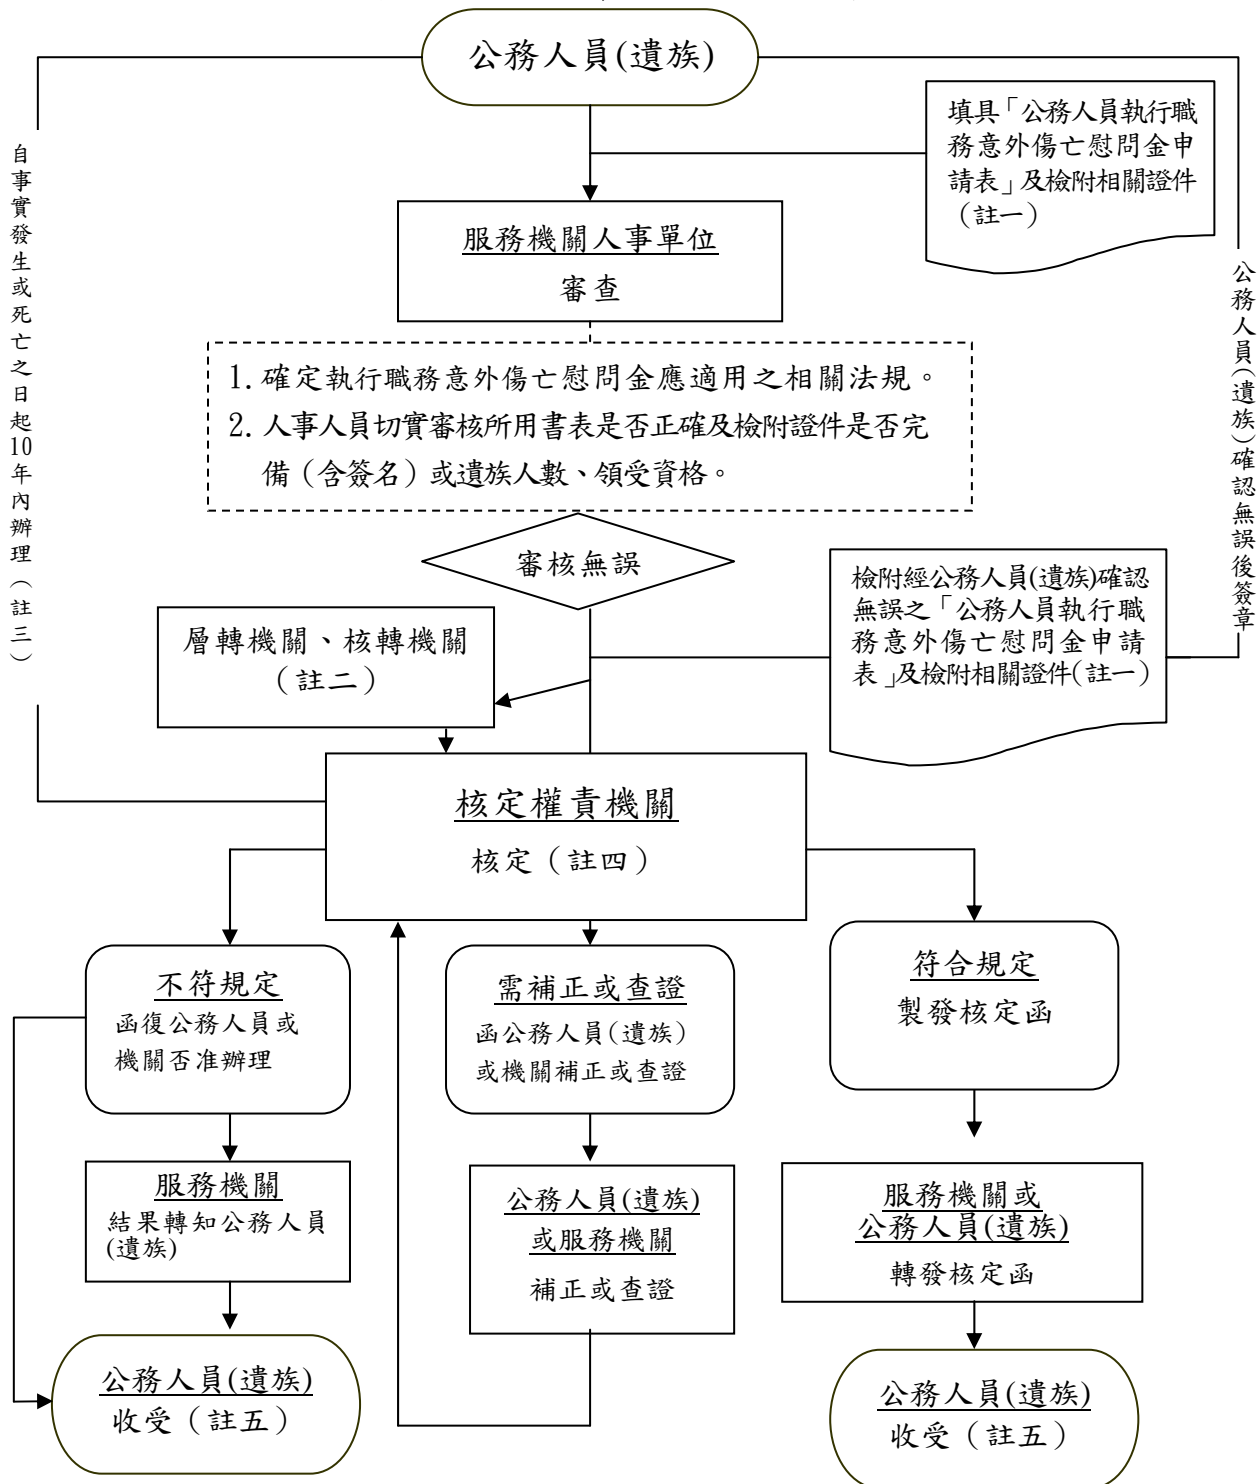 公務人員(遺族)
填具「公務人員執行職
務意外傷亡慰問金申
請表」及檢附相關證件
（註一）
自事實發生或死亡之日起10年內辦理（註三）
服務機關人事單位
審查
公務人員(遺族)確認無誤後簽章
1. 確定執行職務意外傷亡慰問金應適用之相關法規。
2. 人事人員切實審核所用書表是否正確及檢附證件是否完
備（含簽名）或遺族人數、領受資格。
審核無誤
檢附經公務人員(遺族)確認
無誤之「公務人員執行職
務意外傷亡慰問金申請
表」及檢附相關證件(註一)
層轉機關、核轉機關
（註二）
核定權責機關
核定（註四）
不符規定
函復公務人員或
機關否准辦理
需補正或查證
函公務人員(遺族)
或機關補正或查證
符合規定
製發核定函
服務機關
結果轉知公務人員
(遺族)
公務人員(遺族)
或服務機關
補正或查證
服務機關或
公務人員(遺族)
轉發核定函
公務人員(遺族)
收受（註五）
公務人員(遺族)
收受（註五）